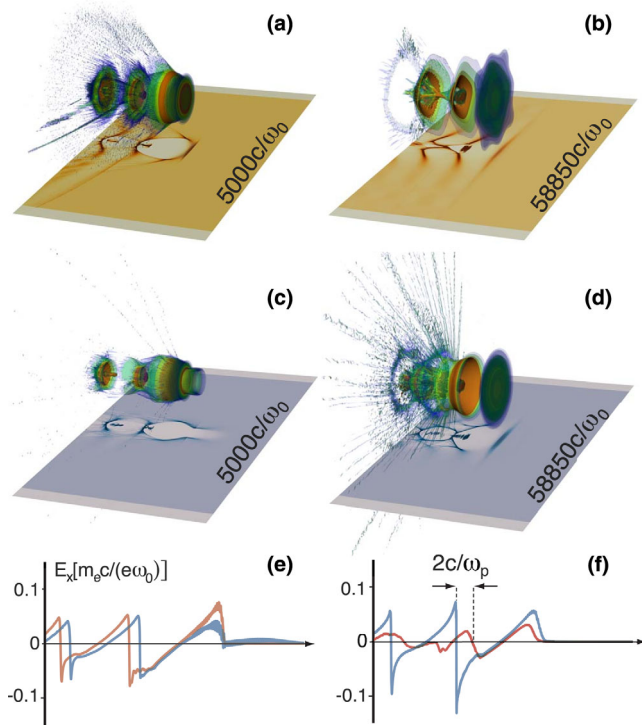 (a)
(b)
5000c/ω₀
58850c/ω₀
(c)
(d)
5000c/ω₀
58850c/ω₀
Eₓ[mₑc/(eω₀)]
(e)
(f)
2c/ωₚ
0.1
0.1
0
0
-0.1
-0.1